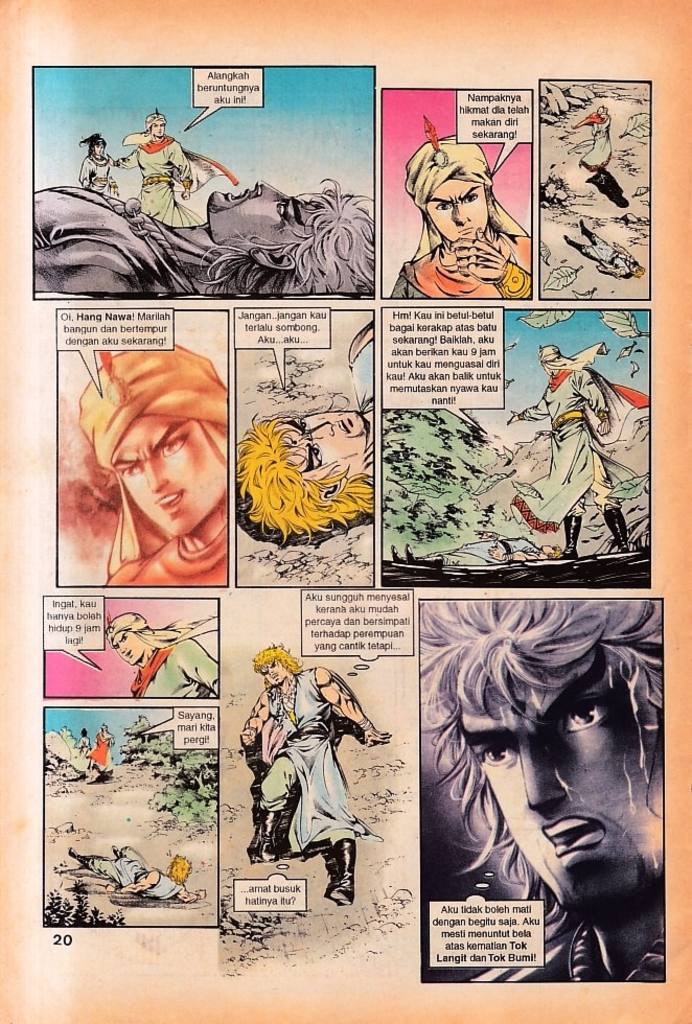 Alangkah
beruntungnya
aku ini!
Nampaknya
hikmat dia telah
makan diri
sekarang!
Oi, Hang Nawa! Marilah
bangun dan bertempur
dengan aku sekarang!
Jangan..jangan kau
terlalu sombong.
Aku...aku...
Hm! Kau ini betul-betul
bagai kerakap atas batu
sekarang! Baiklah, aku
akan berikan kau 9 jam
untuk kau menguasai diri
kau! Aku akan balik untuk
memutaskan nyawa kau
nanti!
Ingat, kau
hanya boleh
hidup 9 jam
lagi!
Sayang,
mari kita
pergi!
Aku sungguh menyesal
kerana aku mudah
percaya dan bersimpati
terhadap perempuan
yang cantik tetapi...
...amat busuk
hatinya itu?
Aku tidak boleh mati
dengan begitu saja. Aku
mesti menuntut bela
atas kematian Tok
Langit dan Tok Bumi!
20